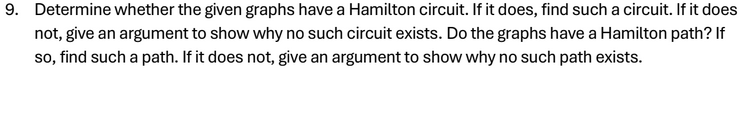 9. Determine whether the given graphs have a Hamilton circuit. If it does, find such a circuit. If it does
not, give an argument to show why no such circuit exists. Do the graphs have a Hamilton path? If
so, find such a path. If it does not, give an argument to show why no such path exists.